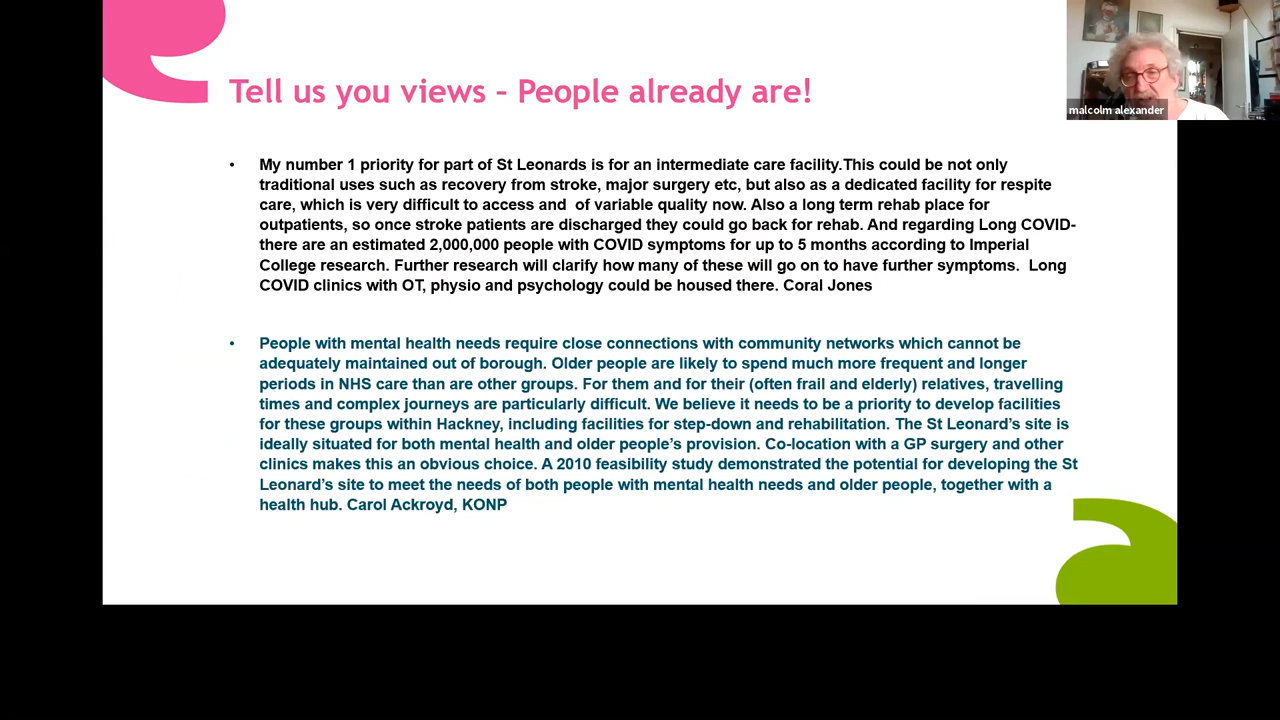 Tell us you views – People already are!
malcolm alexander
• My number 1 priority for part of St Leonards is for an intermediate care facility.This could be not only
traditional uses such as recovery from stroke, major surgery etc, but also as a dedicated facility for respite
care, which is very difficult to access and  of variable quality now. Also a long term rehab place for
outpatients, so once stroke patients are discharged they could go back for rehab. And regarding Long COVID-
there are an estimated 2,000,000 people with COVID symptoms for up to 5 months according to Imperial
College research. Further research will clarify how many of these will go on to have further symptoms.  Long
COVID clinics with OT, physio and psychology could be housed there. Coral Jones
• People with mental health needs require close connections with community networks which cannot be
adequately maintained out of borough. Older people are likely to spend much more frequent and longer
periods in NHS care than are other groups. For them and for their (often frail and elderly) relatives, travelling
times and complex journeys are particularly difficult. We believe it needs to be a priority to develop facilities
for these groups within Hackney, including facilities for step-down and rehabilitation. The St Leonard's site is
ideally situated for both mental health and older people's provision. Co-location with a GP surgery and other
clinics makes this an obvious choice. A 2010 feasibility study demonstrated the potential for developing the St
Leonard's site to meet the needs of both people with mental health needs and older people, together with a
health hub. Carol Ackroyd, KONP